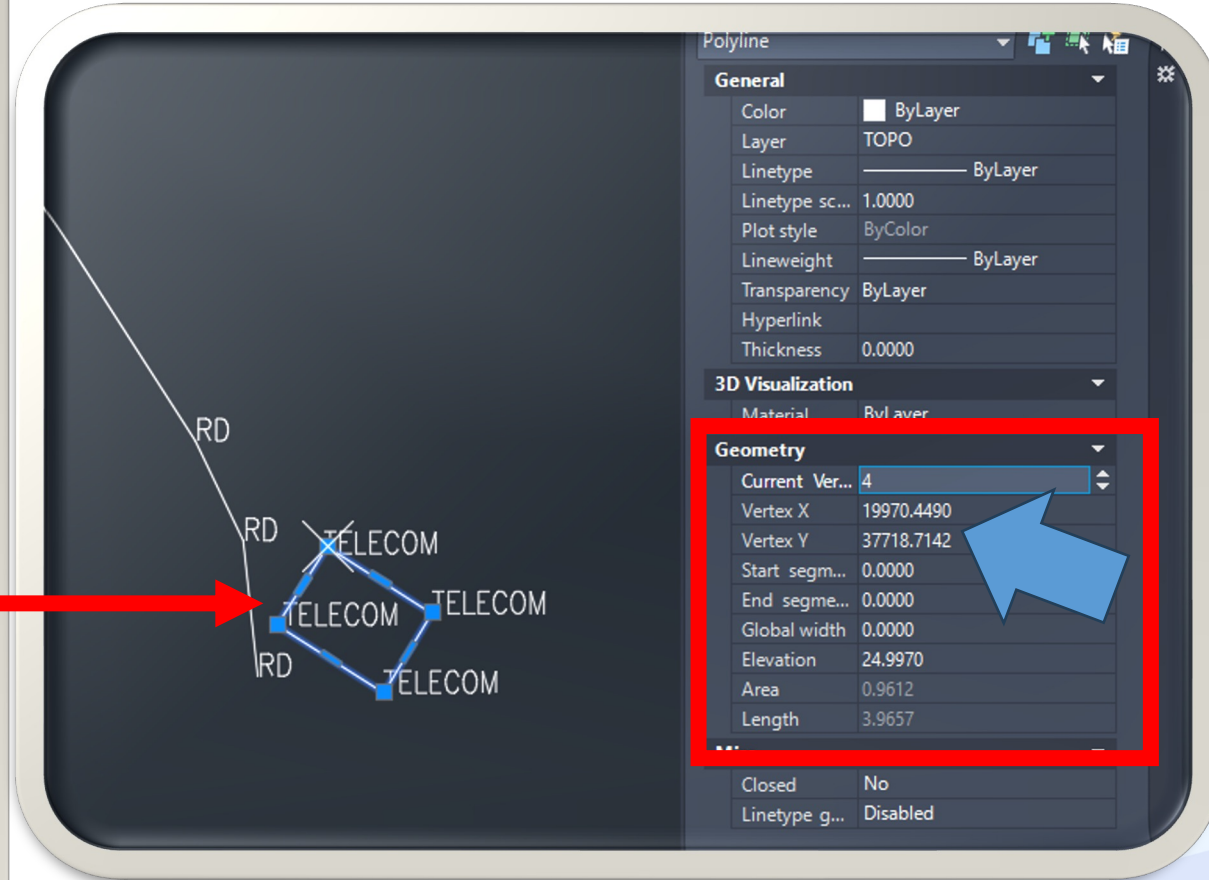 Polyline
General
Color ByLayer
Layer TOPO
Linetype ByLayer
Linetype sc... 1.0000
Plot style ByColor
Lineweight ByLayer
Transparency ByLayer
Hyperlink
Thickness 0.0000
3D Visualization
Material ByLayer
Geometry
Current Ver... 4
Vertex X 19970.4490
Vertex Y 37718.7142
Start segm... 0.0000
End segme... 0.0000
Global width 0.0000
Elevation 24.9970
Area 0.9612
Length 3.9657
Closed No
Linetype g... Disabled
RD
RD
TELECOM
TELECOM
TELECOM
RD
TELECOM